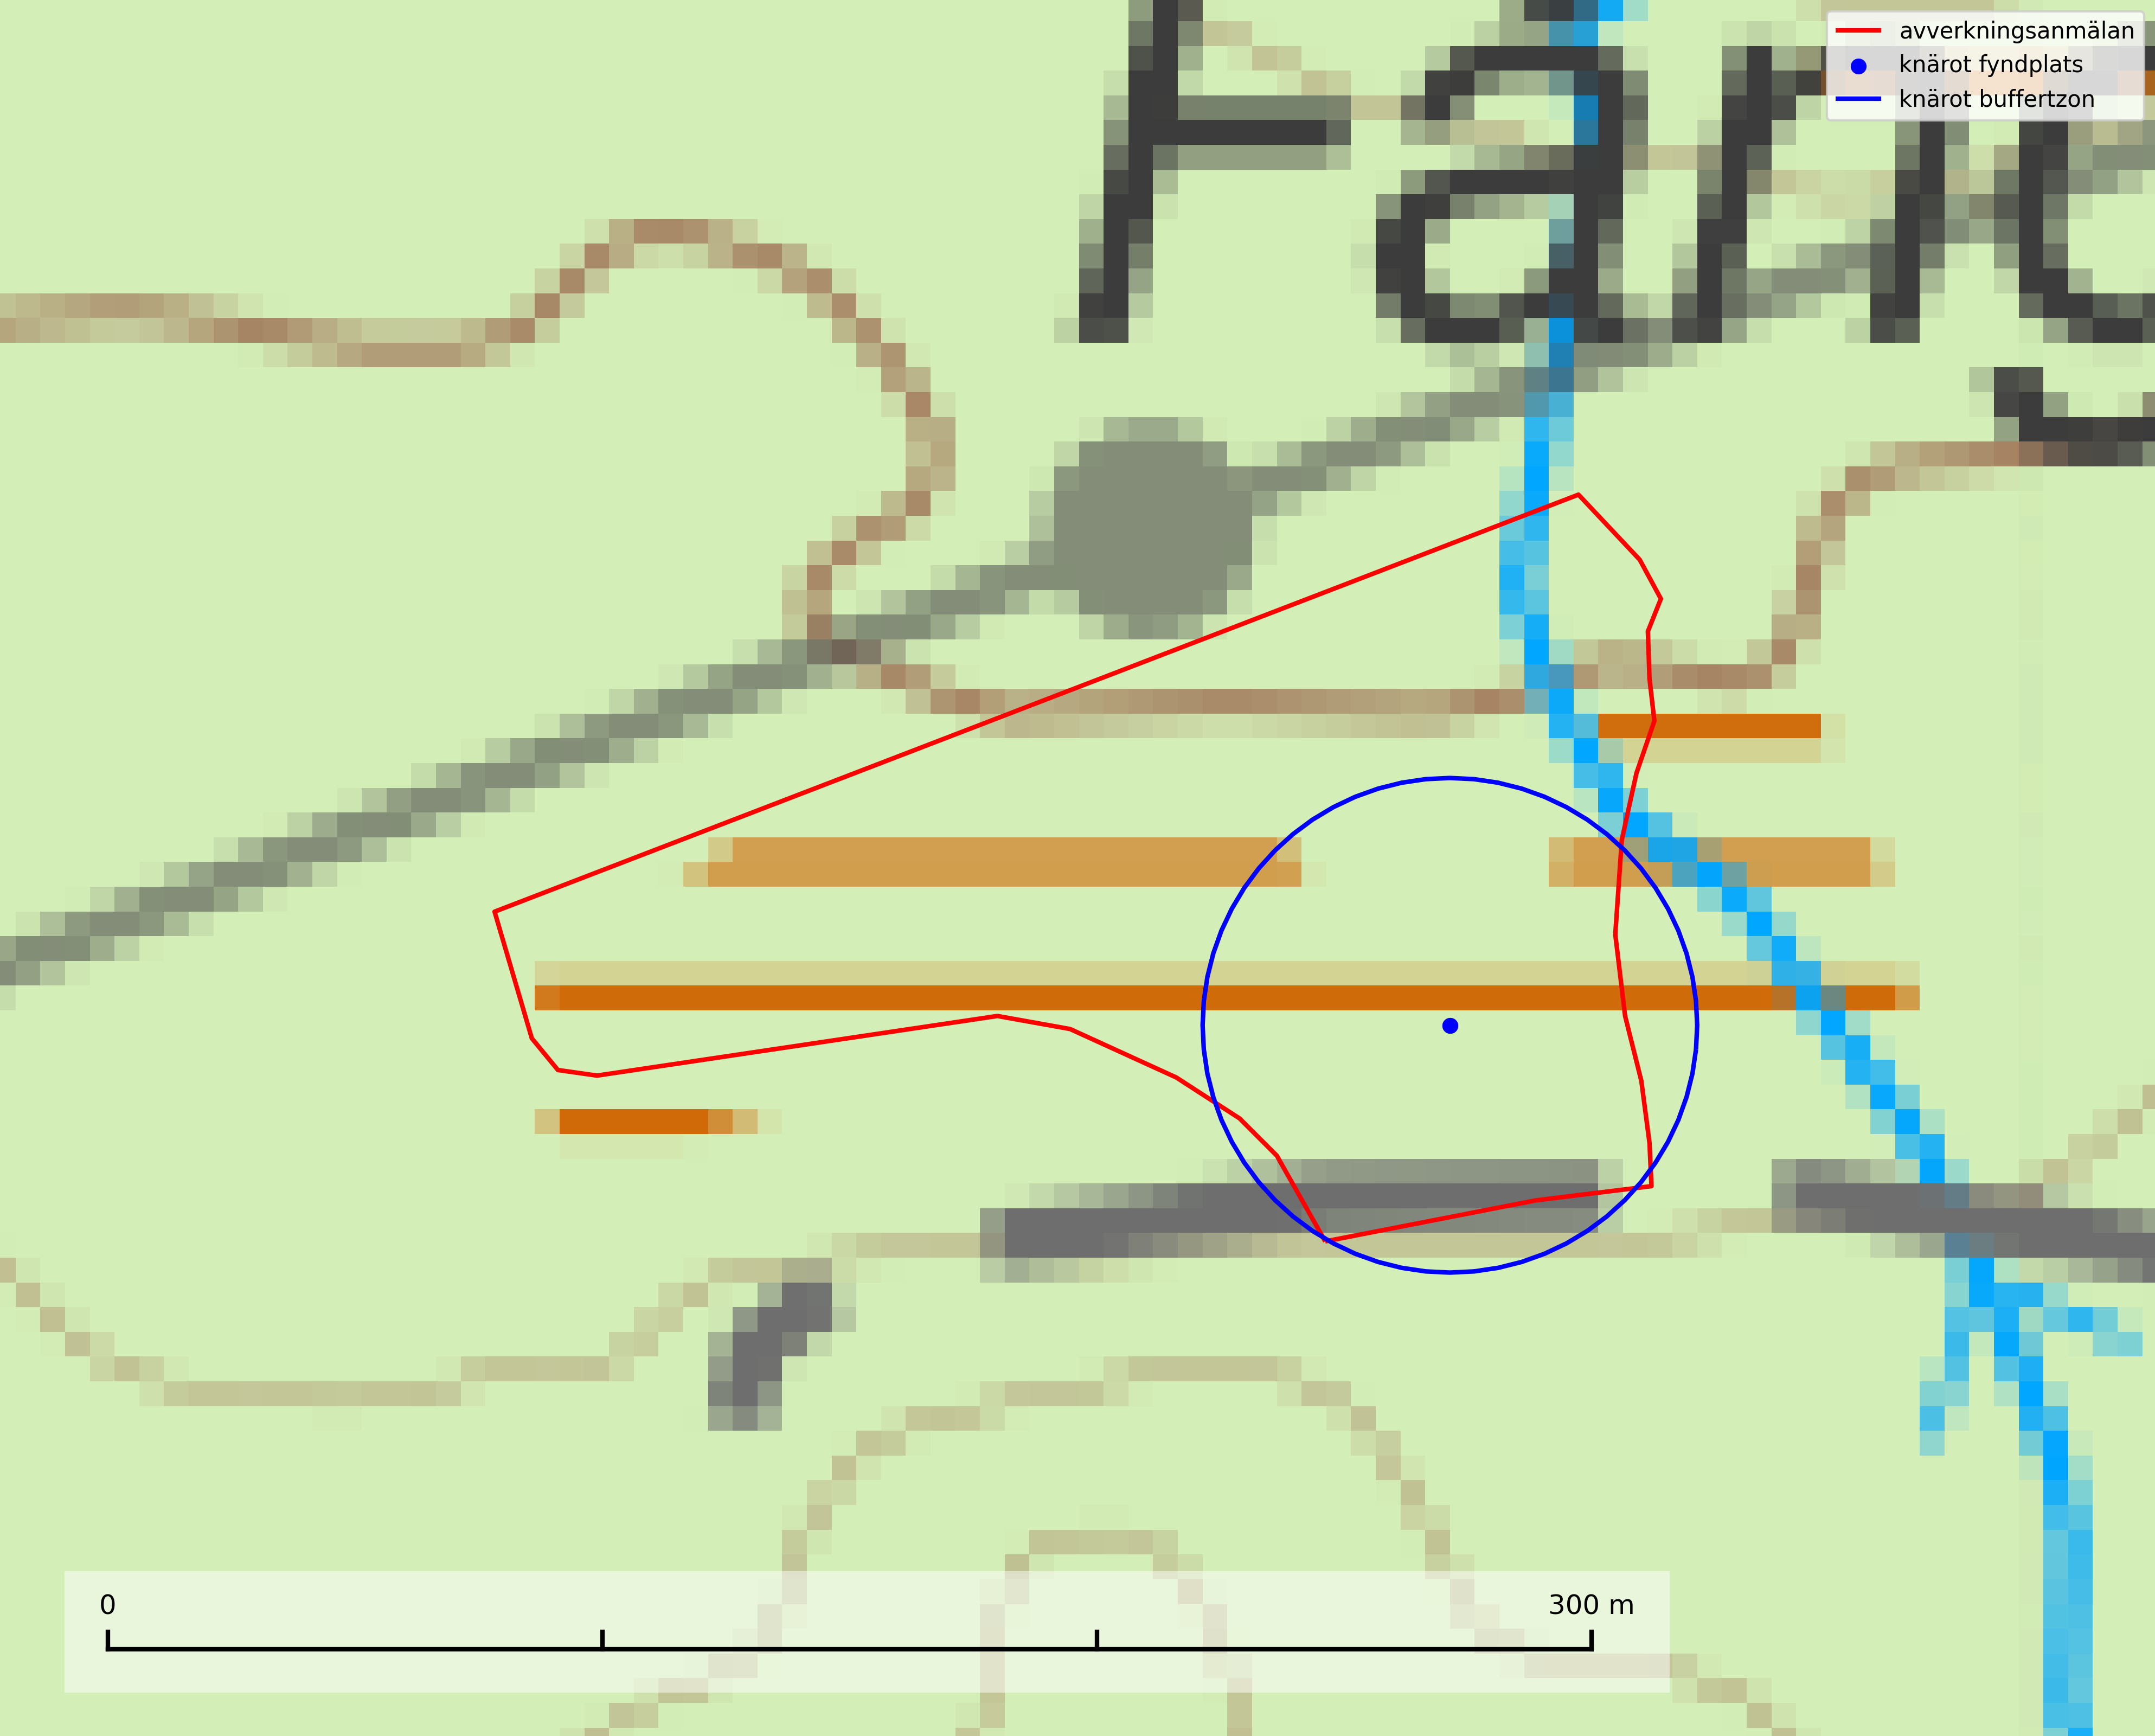 avverkningsanmälan
knärot fyndplats
knärot buffertzon
0
300 m